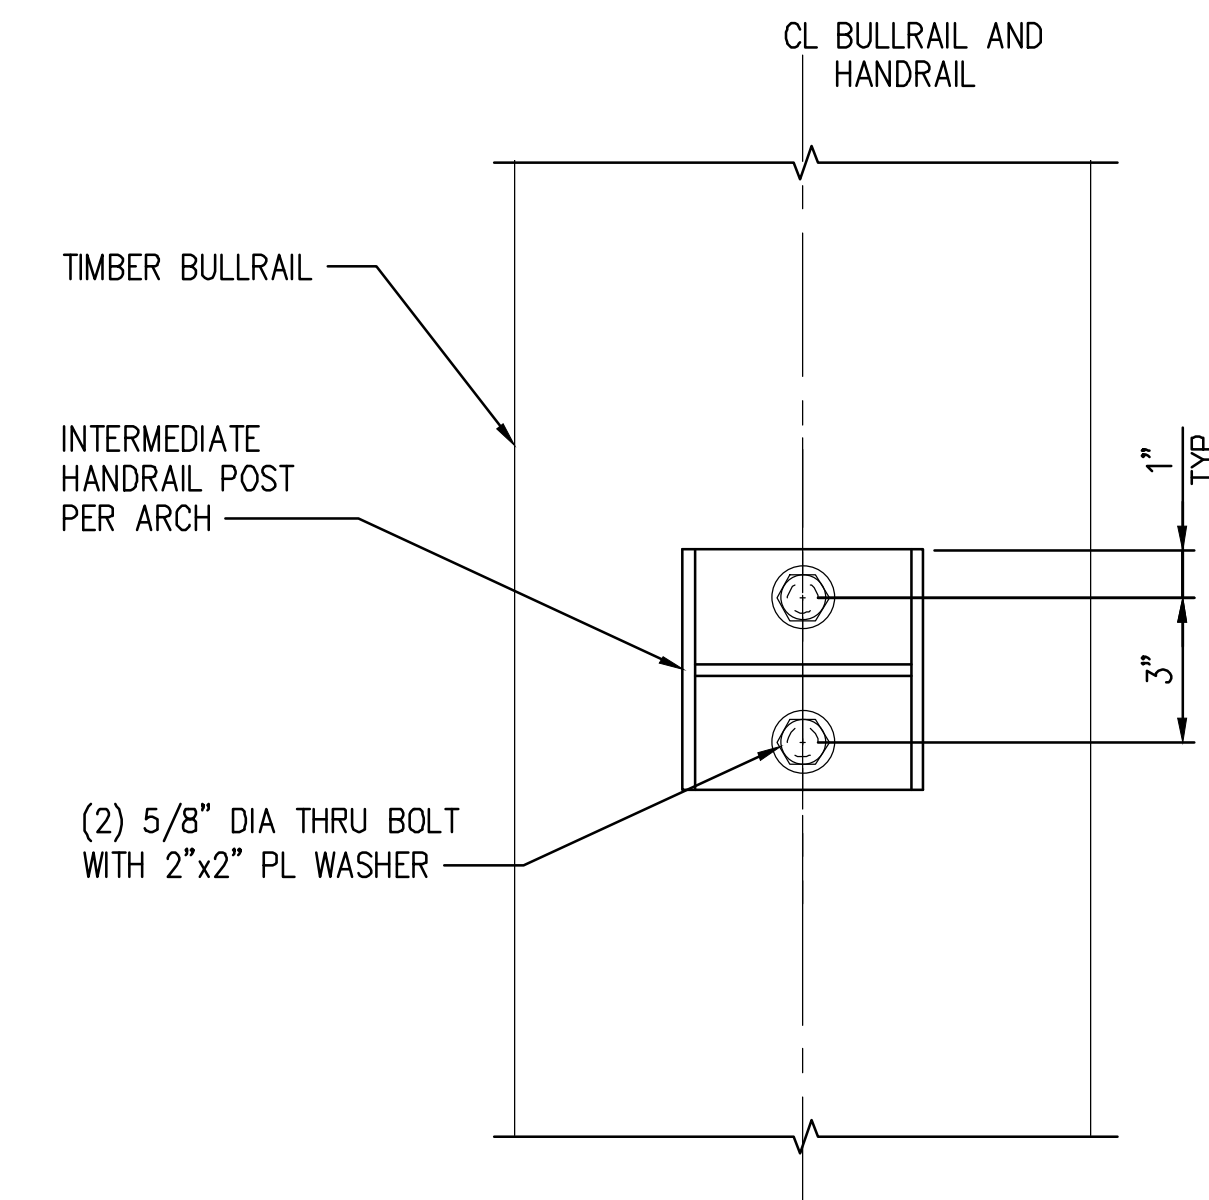 CL BULLRAIL AND
HANDRAIL
TIMBER BULLRAIL
INTERMEDIATE
HANDRAIL POST
PER ARCH
1"
TYP
3"
(2) 5/8" DIA THRU BOLT
WITH 2"x2" PL WASHER